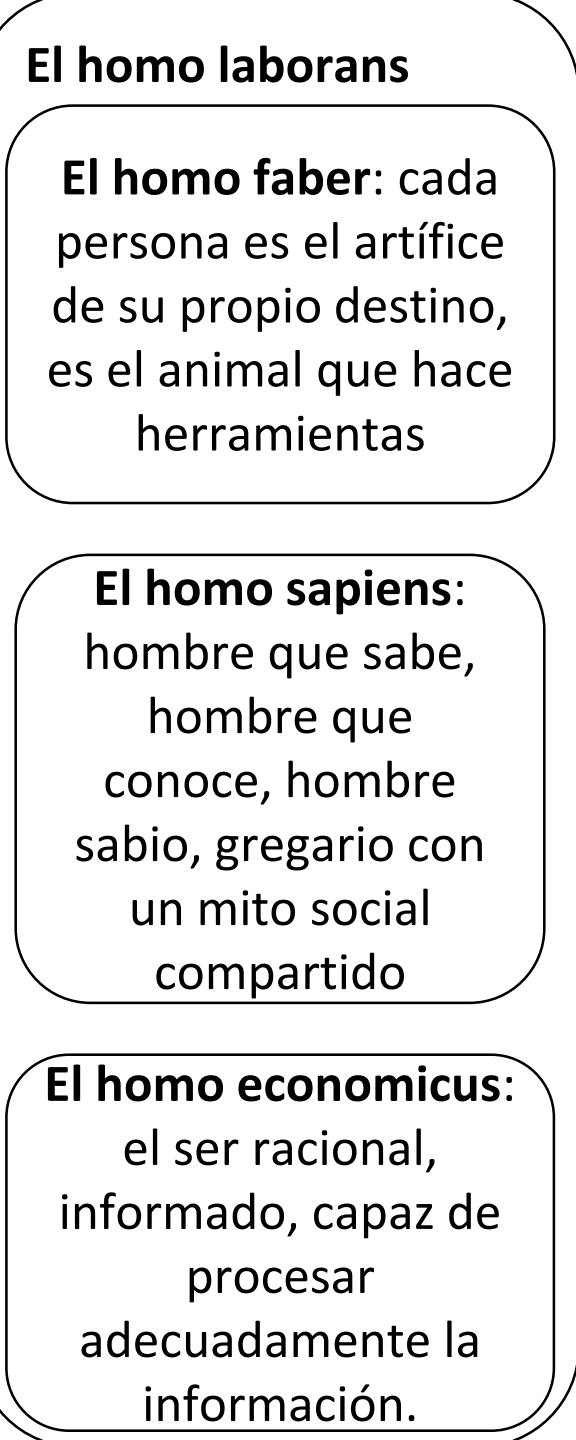 El homo laborans
El homo faber: cada
persona es el artífice
de su propio destino,
es el animal que hace
herramientas
El homo sapiens:
hombre que sabe,
hombre que
conoce, hombre
sabio, gregario con
un mito social
compartido
El homo economicus:
el ser racional,
informado, capaz de
procesar
adecuadamente la
información.